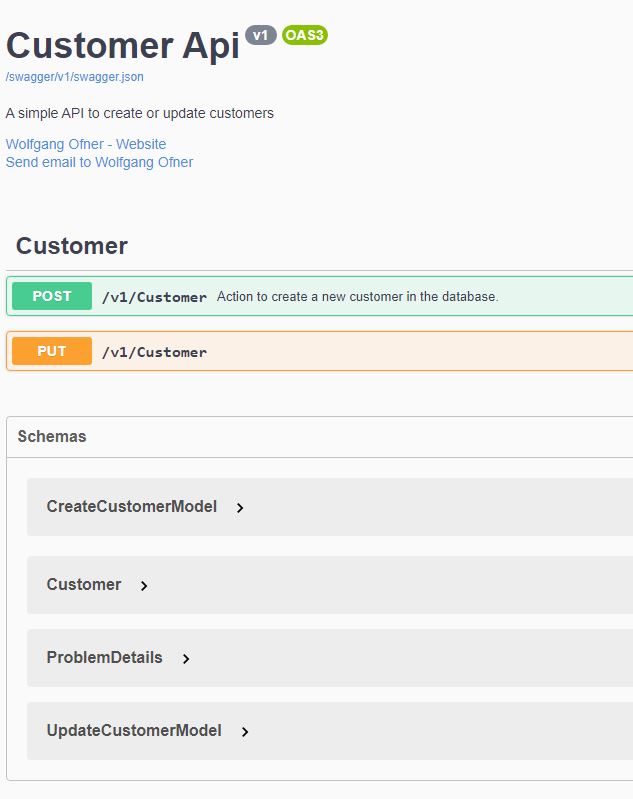 Customer Api v1 OAS3
/swagger/v1/swagger.json
A simple API to create or update customers
Wolfgang Ofner - Website
Send email to Wolfgang Ofner
Customer
POST /v1/Customer Action to create a new customer in the database.
PUT /v1/Customer
Schemas
CreateCustomerModel
Customer
ProblemDetails
UpdateCustomerModel